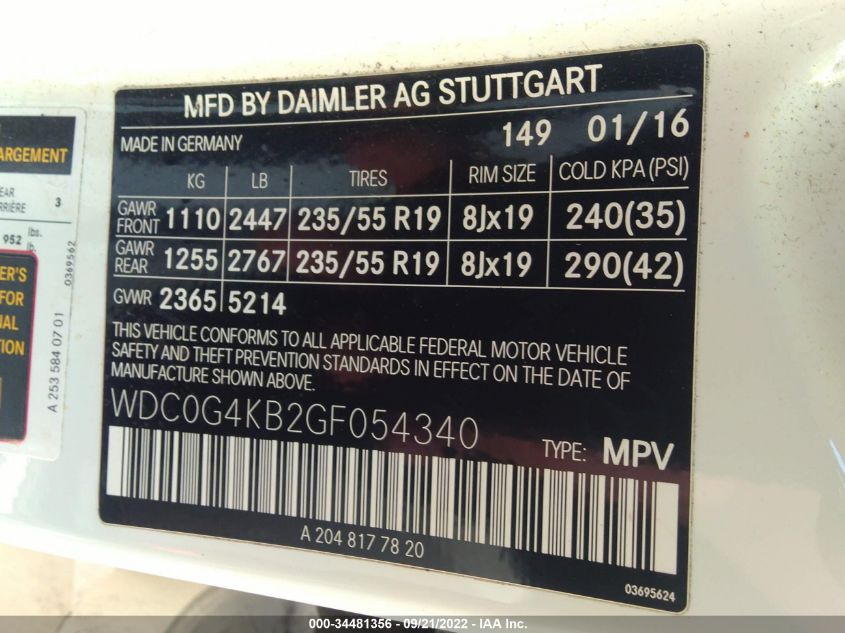 MFD BY DAIMLER AG STUTTGART
MADE IN GERMANY 149 01/16
KG LB TIRES RIM SIZE COLD KPA (PSI)
GAWR FRONT 1110 2447 235/55 R19 8Jx19 240(35)
GAWR REAR 1255 2767 235/55 R19 8Jx19 290(42)
GVWR 2365 5214
THIS VEHICLE CONFORMS TO ALL APPLICABLE FEDERAL MOTOR VEHICLE
SAFETY AND THEFT PREVENTION STANDARDS IN EFFECT ON THE DATE OF
MANUFACTURE SHOWN ABOVE.
WDC0G4KB2GF054340
TYPE: MPV
A 204 817 78 20
03695624
ARGEMENT
EAR
RRIÈRE 3
952 lbs.
lb.
0369562
ER'S
FOR
NAL
TION
A 253 584 07 01
000-34481356 - 09/21/2022 - IAA Inc.